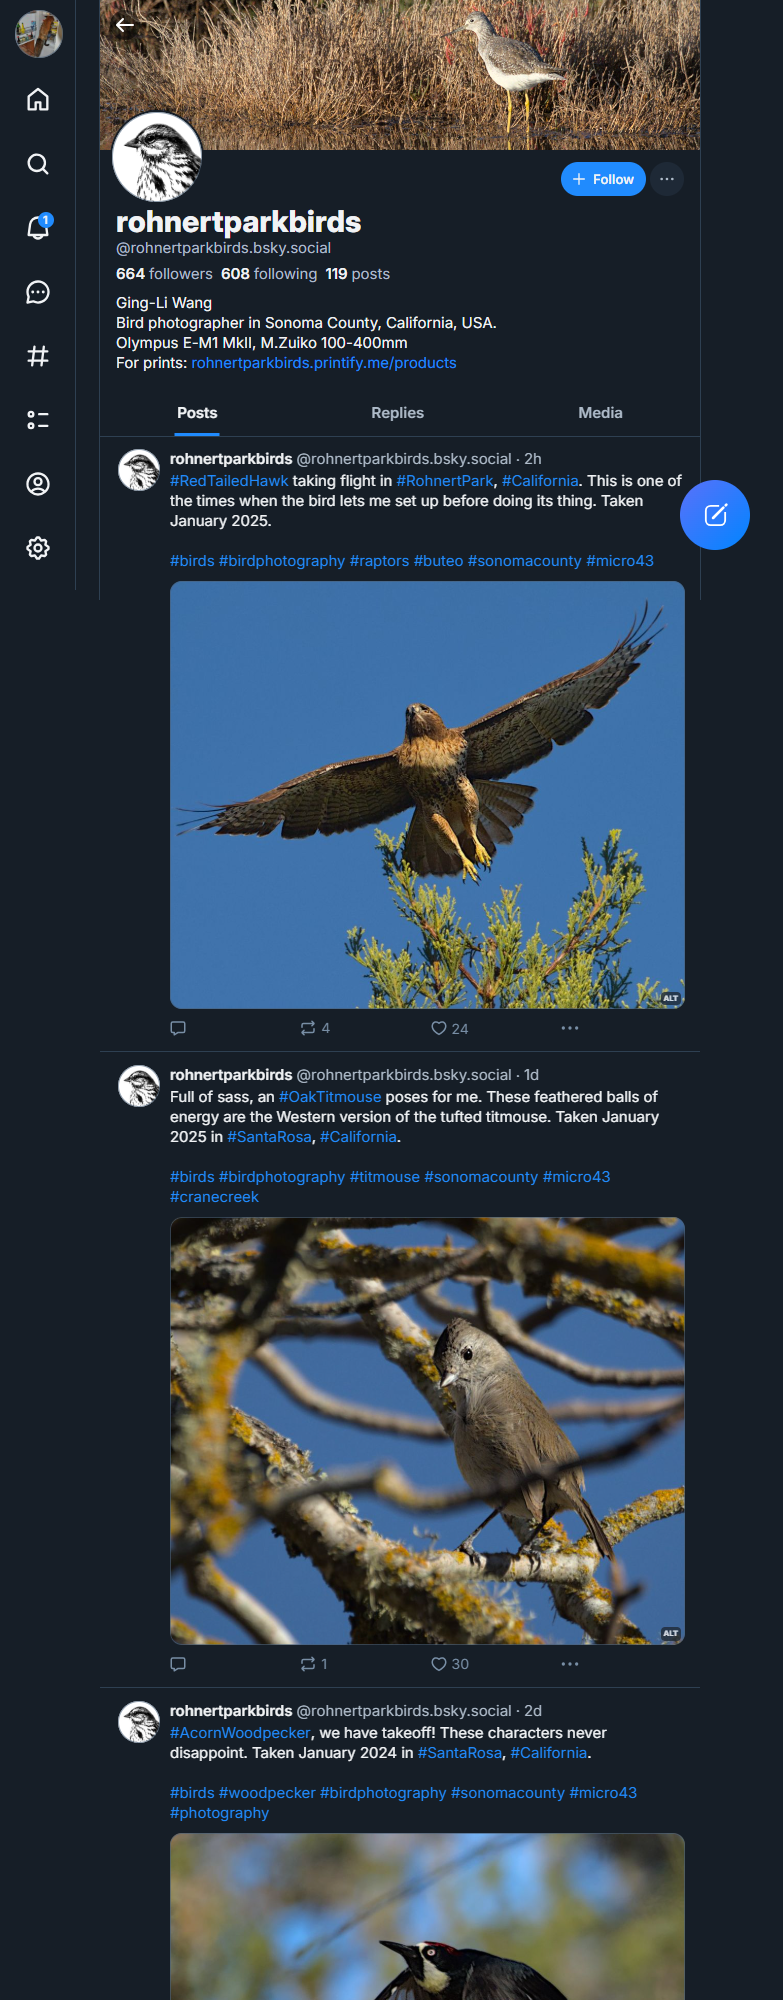 1
+ Follow
rohnertparkbirds
@rohnertparkbirds.bsky.social
664 followers 608 following 119 posts
Ging-Li Wang
Bird photographer in Sonoma County, California, USA.
Olympus E-M1 MkII, M.Zuiko 100-400mm
For prints: rohnertparkbirds.printify.me/products
Posts Replies Media
rohnertparkbirds @rohnertparkbirds.bsky.social · 2h
#RedTailedHawk taking flight in #RohnertPark, #California. This is one of
the times when the bird lets me set up before doing its thing. Taken
January 2025.
#birds #birdphotography #raptors #buteo #sonomacounty #micro43
ALT
4 24
rohnertparkbirds @rohnertparkbirds.bsky.social · 1d
Full of sass, an #OakTitmouse poses for me. These feathered balls of
energy are the Western version of the tufted titmouse. Taken January
2025 in #SantaRosa, #California.
#birds #birdphotography #titmouse #sonomacounty #micro43
#cranecreek
ALT
1 30
rohnertparkbirds @rohnertparkbirds.bsky.social · 2d
#AcornWoodpecker, we have takeoff! These characters never
disappoint. Taken January 2024 in #SantaRosa, #California.
#birds #woodpecker #birdphotography #sonomacounty #micro43
#photography